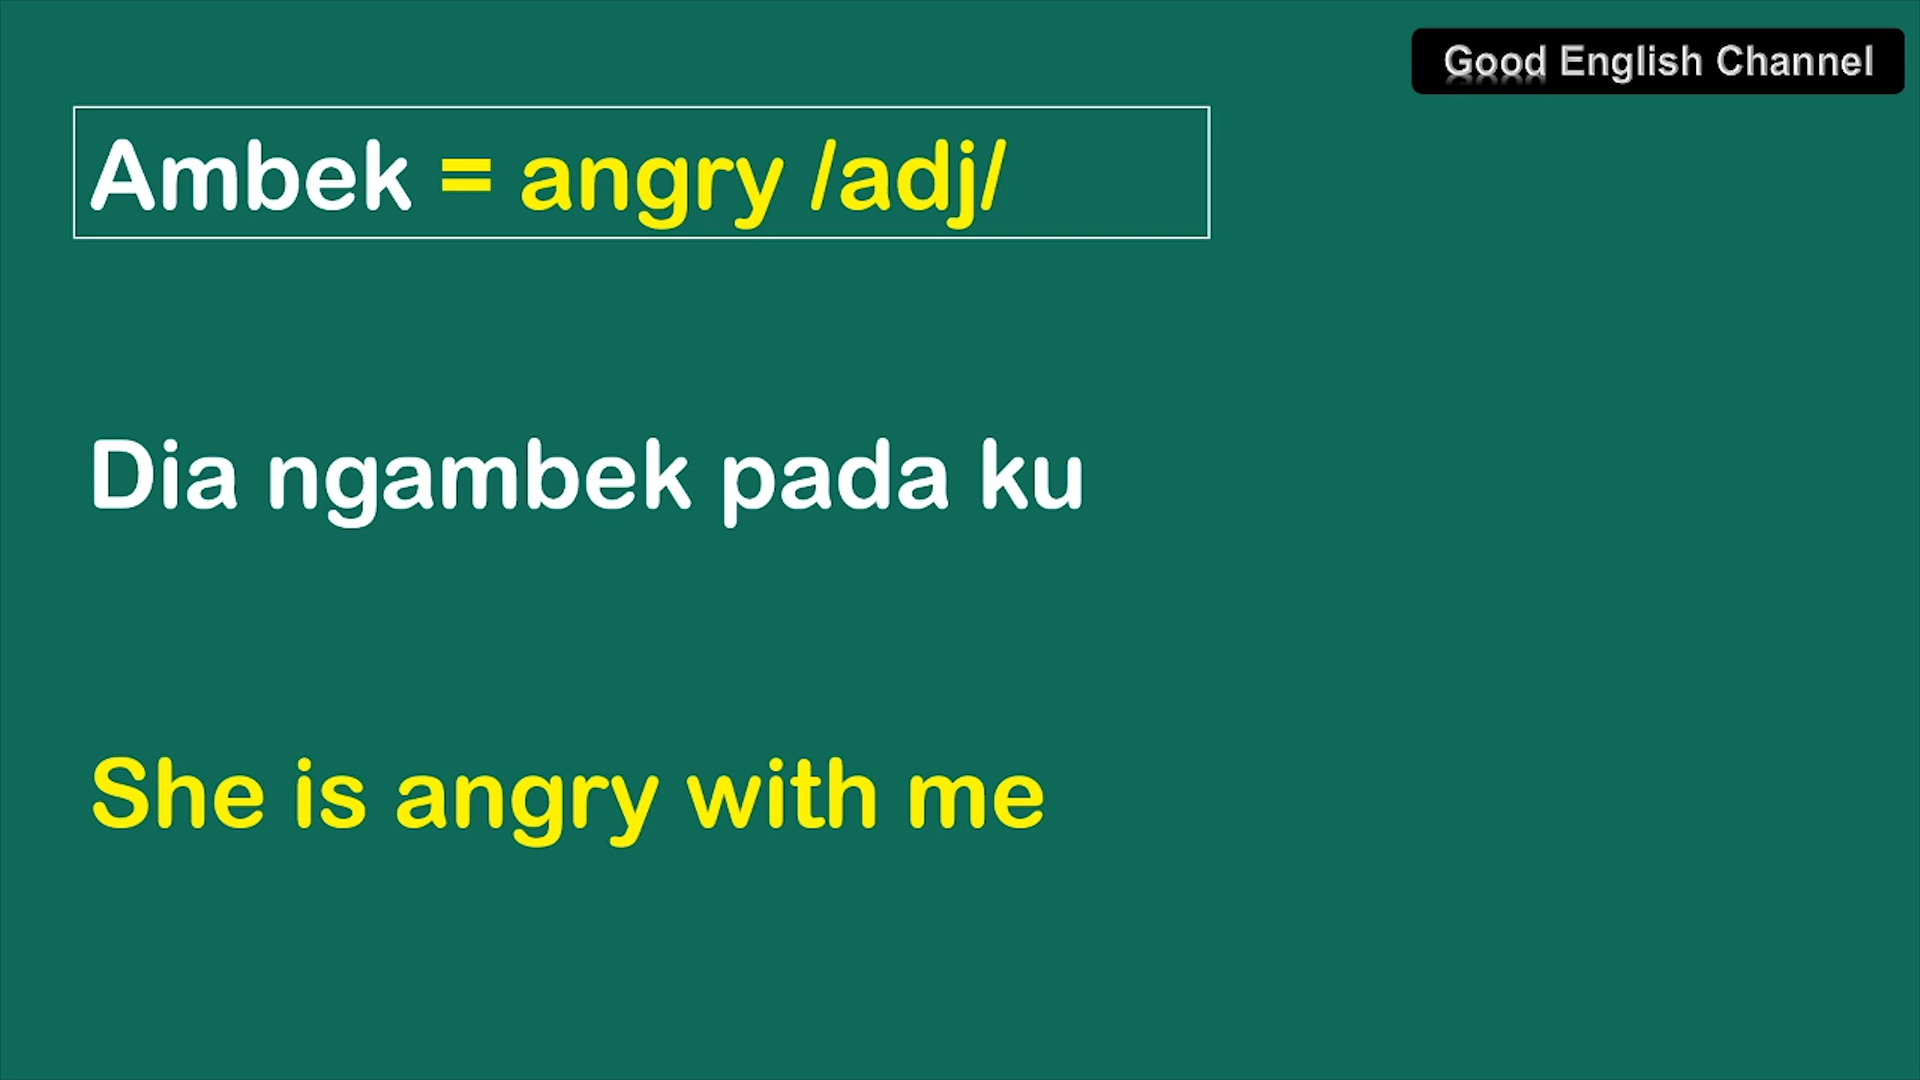 Good English Channel
Ambek = angry /adj/
Dia ngambek pada ku
She is angry with me